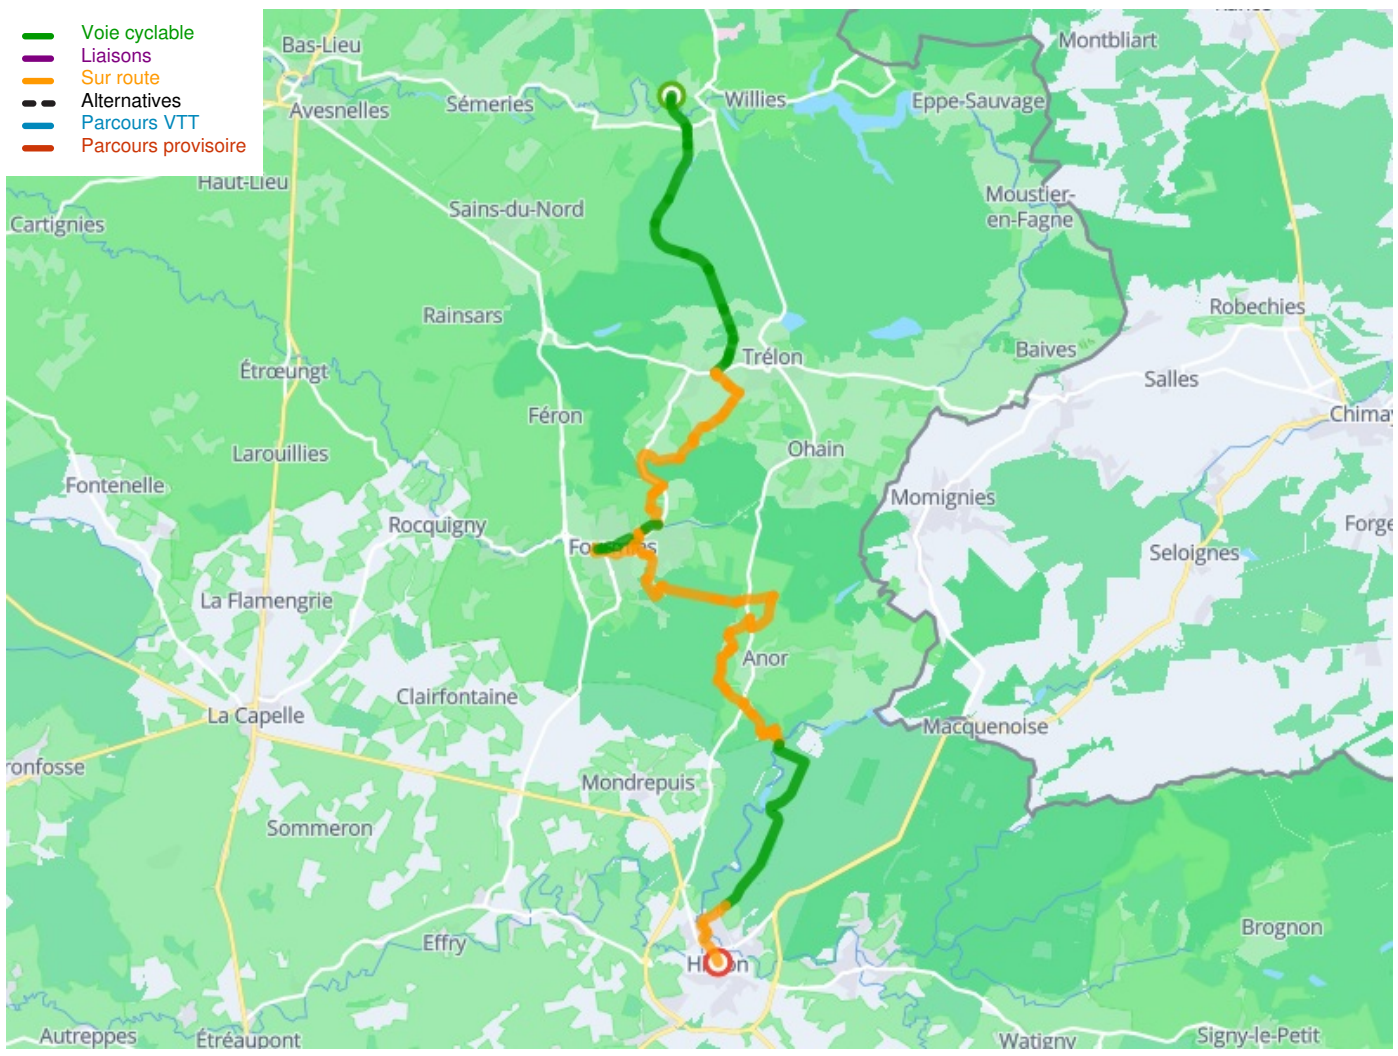 Voie cyclable
Liaisons
Sur route
Alternatives
Parcours VTT
Parcours provisoire
Bas-Lieu
Montbliart
Avesnelles
Sémeries
Willies
Eppe-Sauvage
Haut-Lieu
Moustier-
en-Fagne
Cartignies
Sains-du-Nord
Rainsars
Robechies
Trélon
Baives
Étrœungt
Salles
Féron
Chimay
Larouillies
Ohain
Fontenelle
Momignies
Rocquigny
Forge
Seloignes
La Flamengrie
Anor
Clairfontaine
La Capelle
Macquenoise
ronfosse
Mondrepuis
Sommeron
Brognon
Effry
Autreppes
Étréaupont
Watigny
Signy-le-Petit